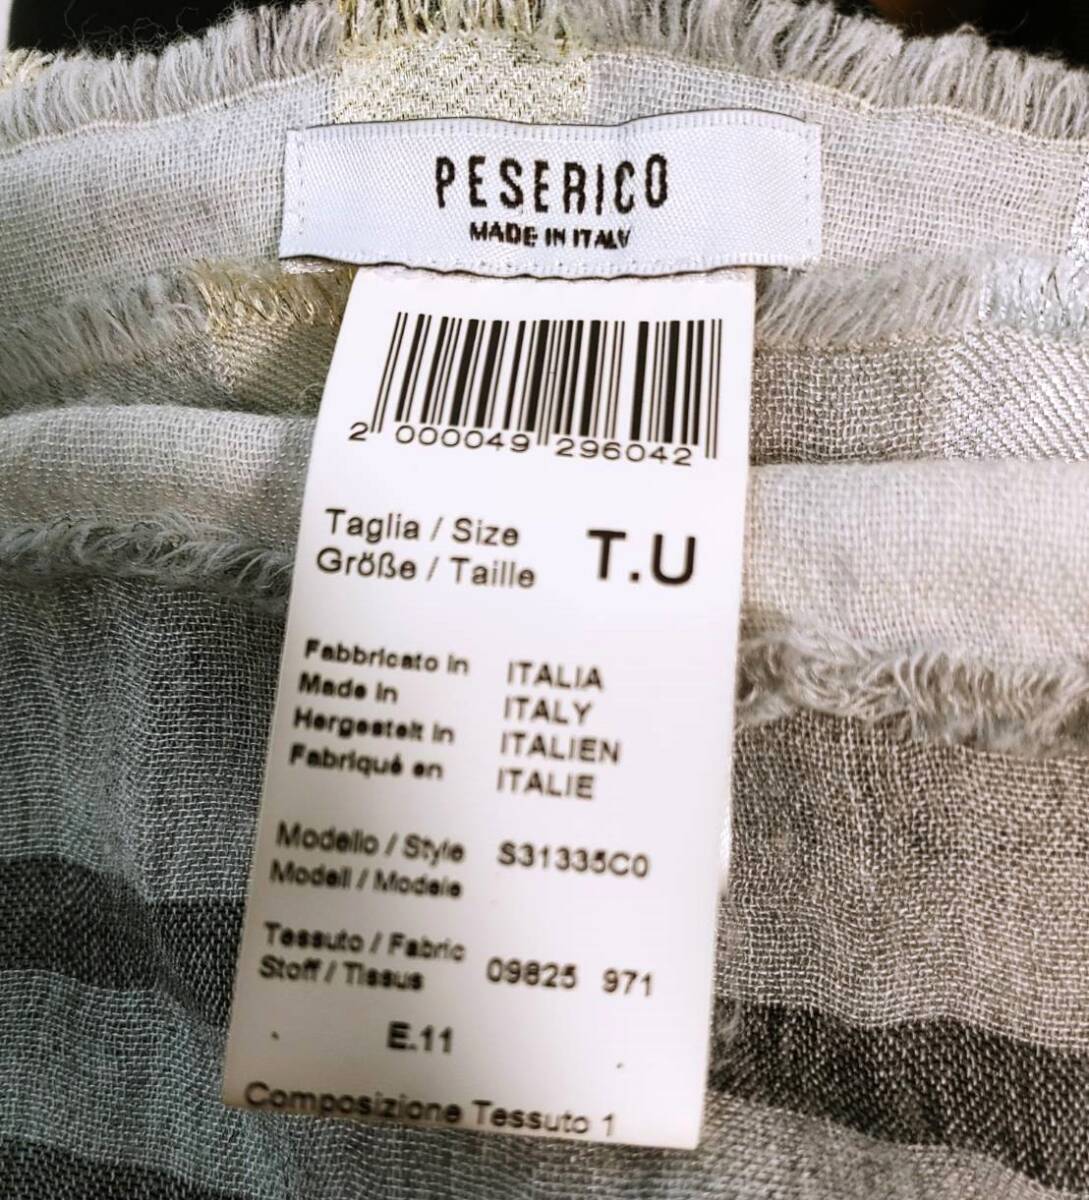 PESERICO
MADE IN ITALY
2 000049 296042
Taglia / Size
Größe / Taille
T.U
Fabbricato in ITALIA
Made in ITALY
Hergestelt in ITALIEN
Fabriqué en ITALIE
Modello / Style
Modell / Modele
S31335C0
Tessuto / Fabric
Stoff / Tissus
09825 971
E.11
Composizione Tessuto 1